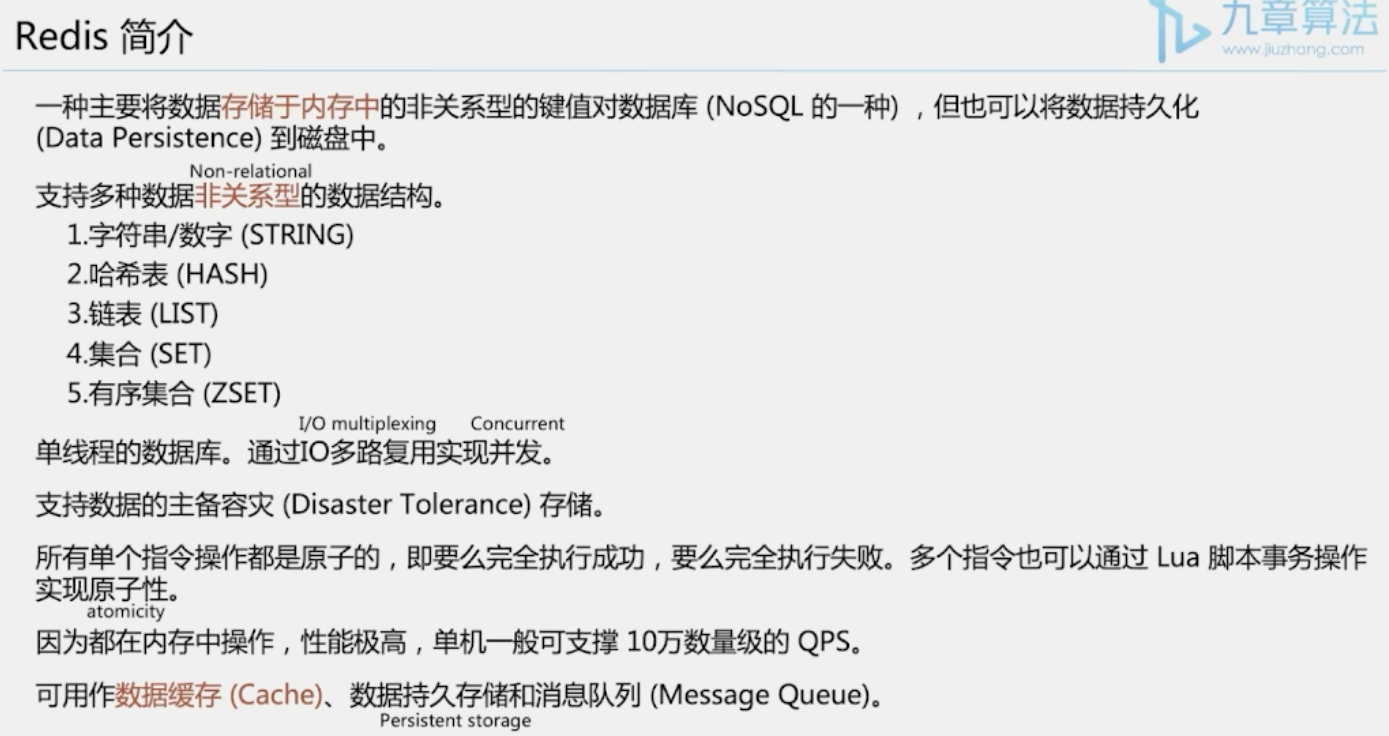 Redis 简介
九章算法
www.jiuzhang.com
一种主要将数据存储于内存中的非关系型的键值对数据库 (NoSQL 的一种) ，但也可以将数据持久化
(Data Persistence) 到磁盘中。
Non-relational
支持多种数据非关系型的数据结构。
1.字符串/数字 (STRING)
2.哈希表 (HASH)
3.链表 (LIST)
4.集合 (SET)
5.有序集合 (ZSET)
I/O multiplexing Concurrent
单线程的数据库。通过IO多路复用实现并发。
支持数据的主备容灾 (Disaster Tolerance) 存储。
所有单个指令操作都是原子的，即要么完全执行成功，要么完全执行失败。多个指令也可以通过 Lua 脚本事务操作
实现原子性。
atomicity
因为都在内存中操作，性能极高，单机一般可支撑 10万数量级的 QPS。
可用作数据缓存 (Cache)、数据持久存储和消息队列 (Message Queue)。
Persistent storage